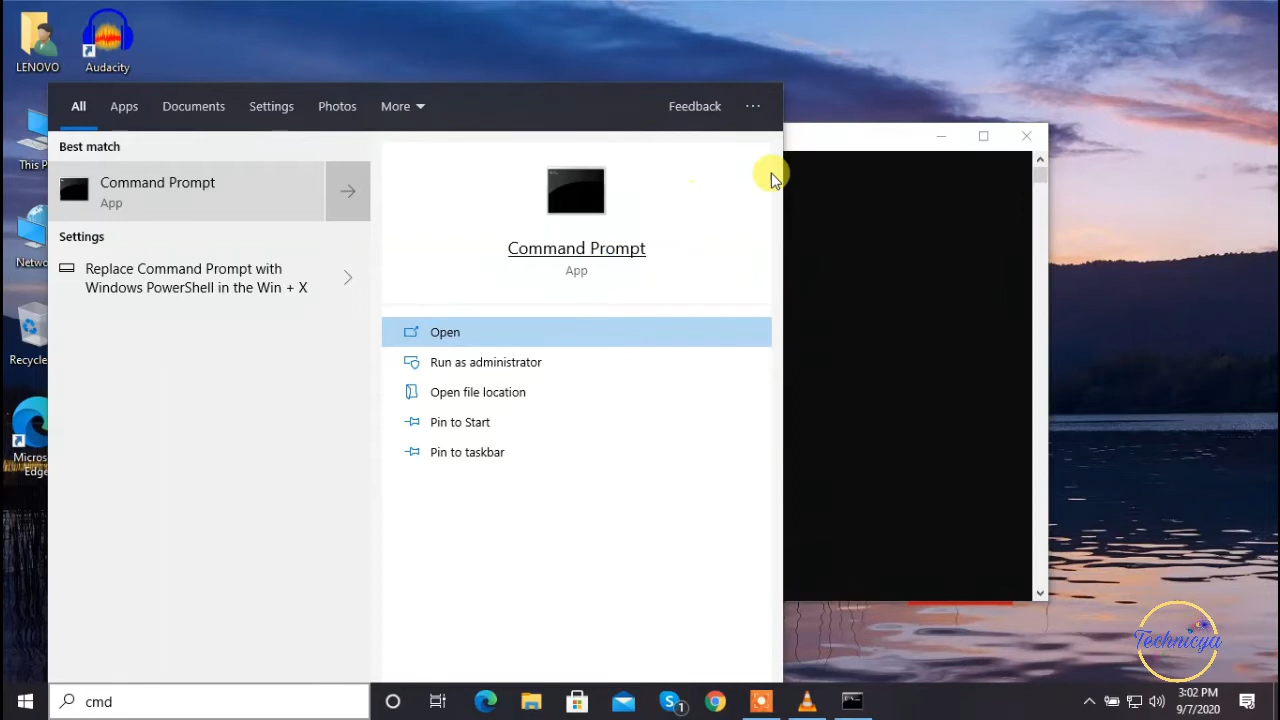 LENOVO
Audacity
This P
Netwo
Recycle
Micros
Edge
All
Apps
Documents
Settings
Photos
More
Feedback
Best match
Command Prompt
App
Settings
Replace Command Prompt with
Windows PowerShell in the Win + X
Command Prompt
App
Open
Run as administrator
Open file location
Pin to Start
Pin to taskbar
Technicya
cmd
1
3:02 PM
9/7/2020